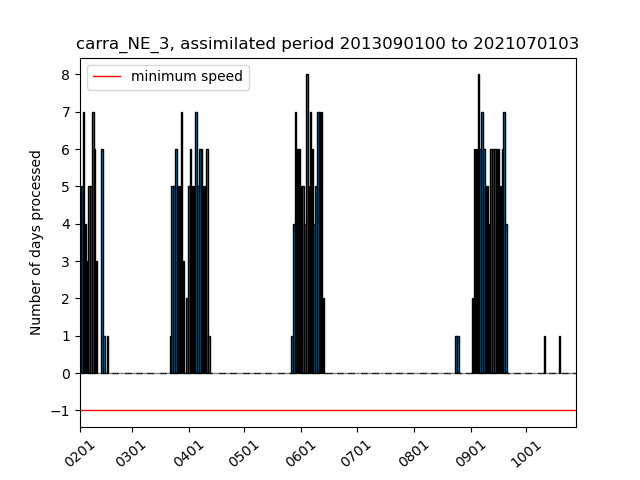 carra_NE_3, assimilated period 2013090100 to 2021070103
minimum speed
Number of days processed
8
7
6
5
4
3
2
1
0
−1
0201 0301 0401 0501 0601 0701 0801 0901 1001